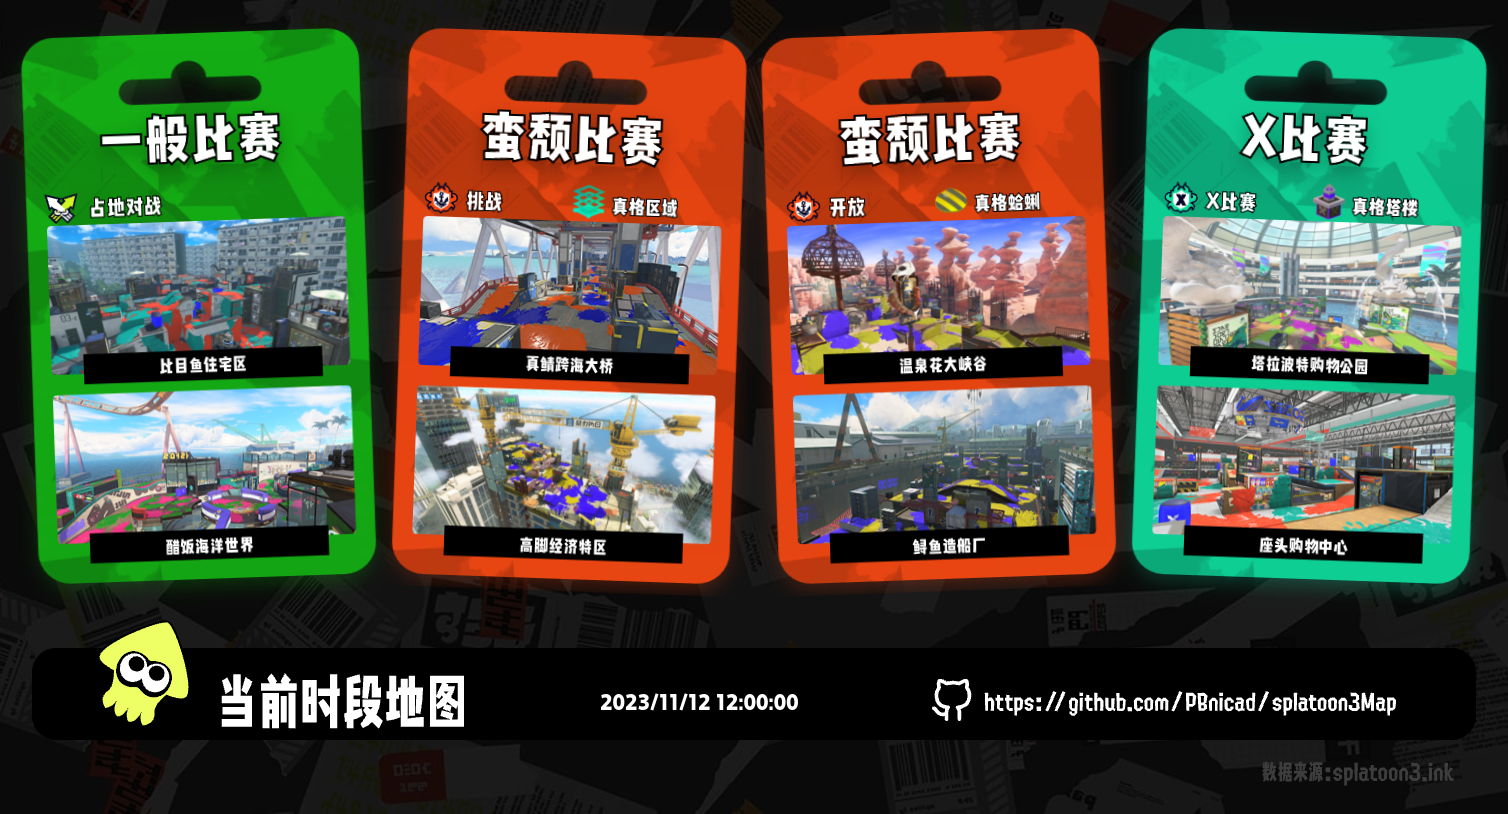 一般比赛
占地对战
比目鱼住宅区
醋饭海洋世界
蛮颓比赛
挑战
真格区域
真鲭跨海大桥
高脚经济特区
蛮颓比赛
开放
真格蛤蜊
温泉花大峡谷
鲟鱼造船厂
X比赛
X比赛
真格塔楼
塔拉波特购物公园
座头购物中心
当前时段地图
2023/11/12 12:00:00
https://github.com/PBnicad/splatoon3Map
数据来源:splatoon3.ink